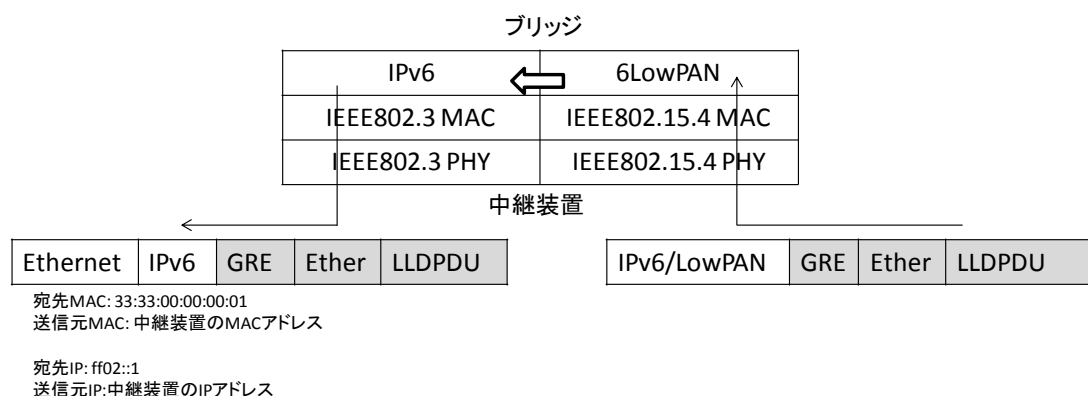 ブリッジ
IPv6 6LowPAN
IEEE802.3 MAC IEEE802.15.4 MAC
IEEE802.3 PHY IEEE802.15.4 PHY
中継装置
Ethernet IPv6 GRE Ether LLDPDU IPv6/LowPAN GRE Ether LLDPDU
宛先MAC: 33:33:00:00:00:01
送信元MAC: 中継装置のMACアドレス
宛先IP: ff02::1
送信元IP:中継装置のIPアドレス